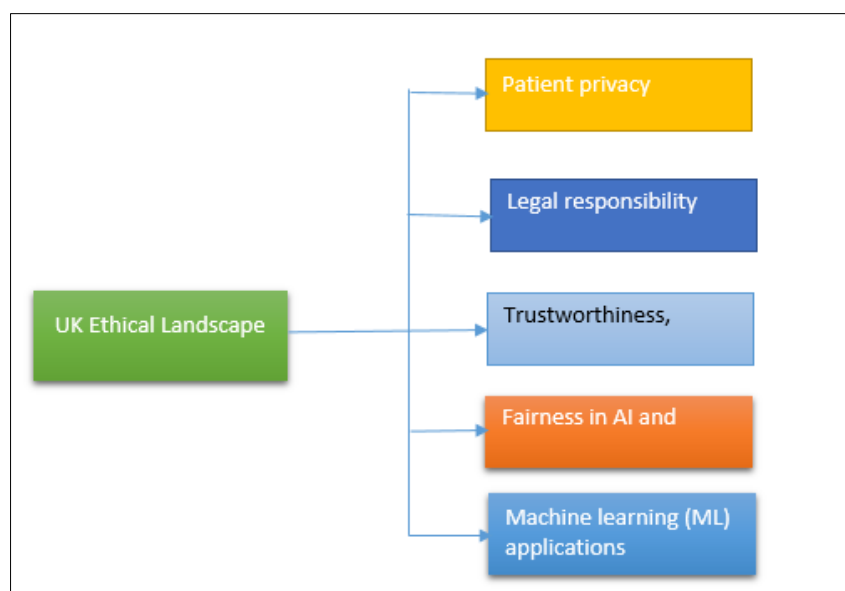 Patient privacy
Legal responsibility
UK Ethical Landscape
Trustworthiness,
Fairness in AI and
Machine learning (ML)
applications